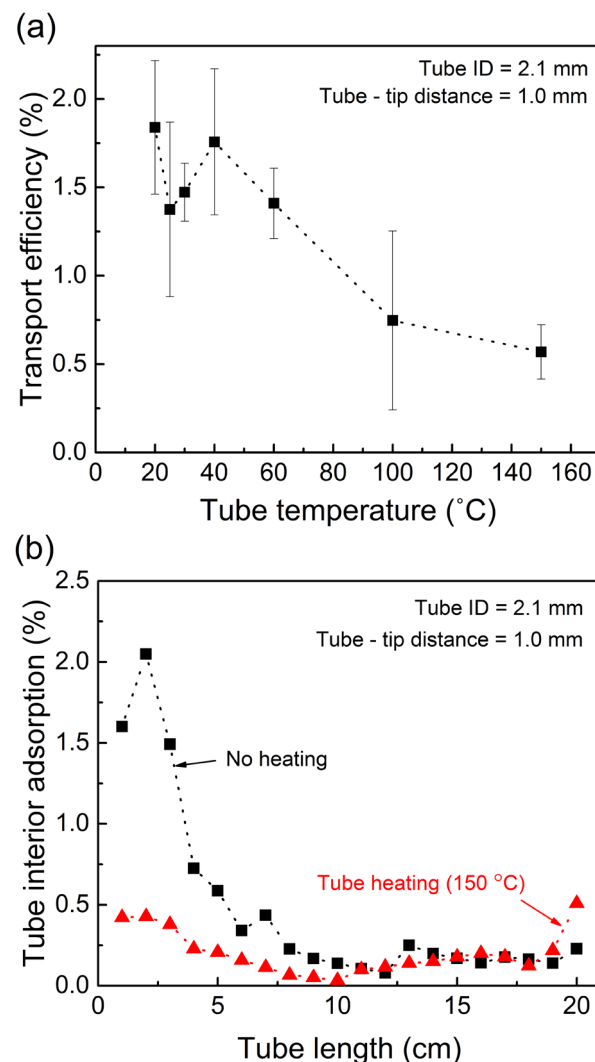 (a)
Tube ID = 2.1 mm
Tube - tip distance = 1.0 mm
Transport efficiency (%)
2.0
1.5
1.0
0.5
0.0
0 20 40 60 80 100 120 140 160
Tube temperature (˚C)
(b)
Tube ID = 2.1 mm
Tube - tip distance = 1.0 mm
Tube interior adsorption (%)
2.5
2.0
1.5
1.0
0.5
0.0
No heating
Tube heating (150 °C)
0 5 10 15 20
Tube length (cm)